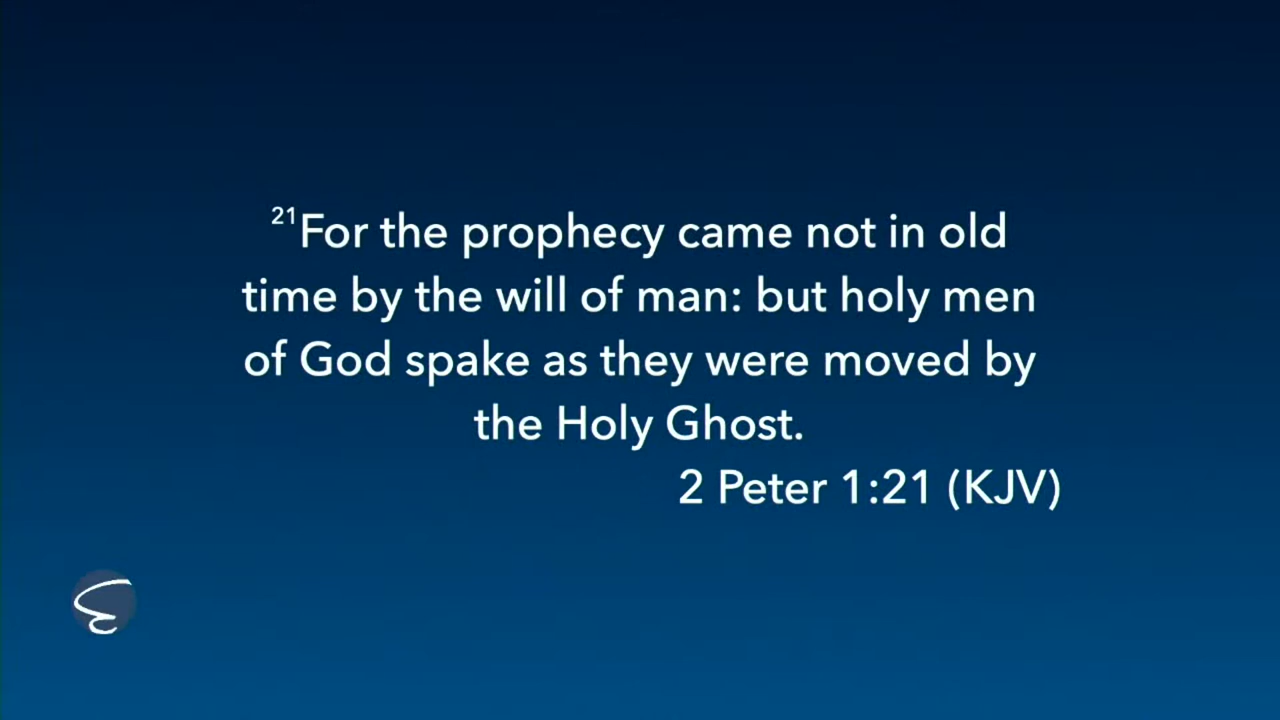 ²¹For the prophecy came not in old
time by the will of man: but holy men
of God spake as they were moved by
the Holy Ghost.
2 Peter 1:21 (KJV)